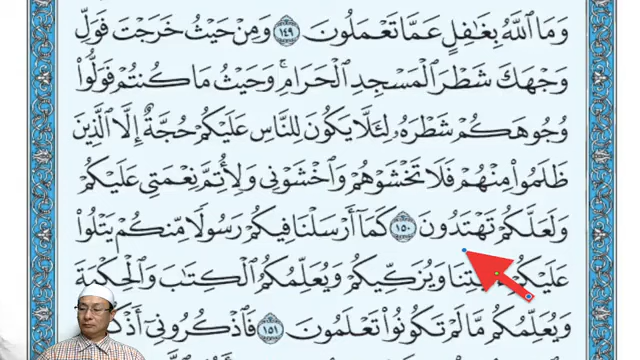 وَمَا ٱللَّهُ بِغَٰفِلٍ عَمَّا تَعْمَلُونَ ١٤٩ وَمِنْ حَيْثُ خَرَجْتَ فَوَلِّ
وَجْهَكَ شَطْرَ ٱلْمَسْجِدِ ٱلْحَرَامِ ۚ وَحَيْثُ مَا كُنتُمْ فَوَلُّوا۟
وُجُوهَكُمْ شَطْرَهُۥ لِئَلَّا يَكُونَ لِلنَّاسِ عَلَيْكُمْ حُجَّةٌ إِلَّا ٱلَّذِينَ
ظَلَمُوا۟ مِنْهُمْ فَلَا تَخْشَوْهُمْ وَٱخْشَوْنِى وَلِأُتِمَّ نِعْمَتِى عَلَيْكُمْ
وَلَعَلَّكُمْ تَهْتَدُونَ ١٥٠ كَمَآ أَرْسَلْنَا فِيكُمْ رَسُولًا مِّنكُمْ يَتْلُوا۟
عَلَيْكُمْ وَيُزَكِّيكُمْ وَيُعَلِّمُكُمُ ٱلْكِتَٰبَ وَٱلْحِكْمَةَ
وَيُعَلِّمُكُم مَّا لَمْ تَكُونُوا۟ تَعْلَمُونَ ١٥١ فَٱذْكُرُونِىٓ